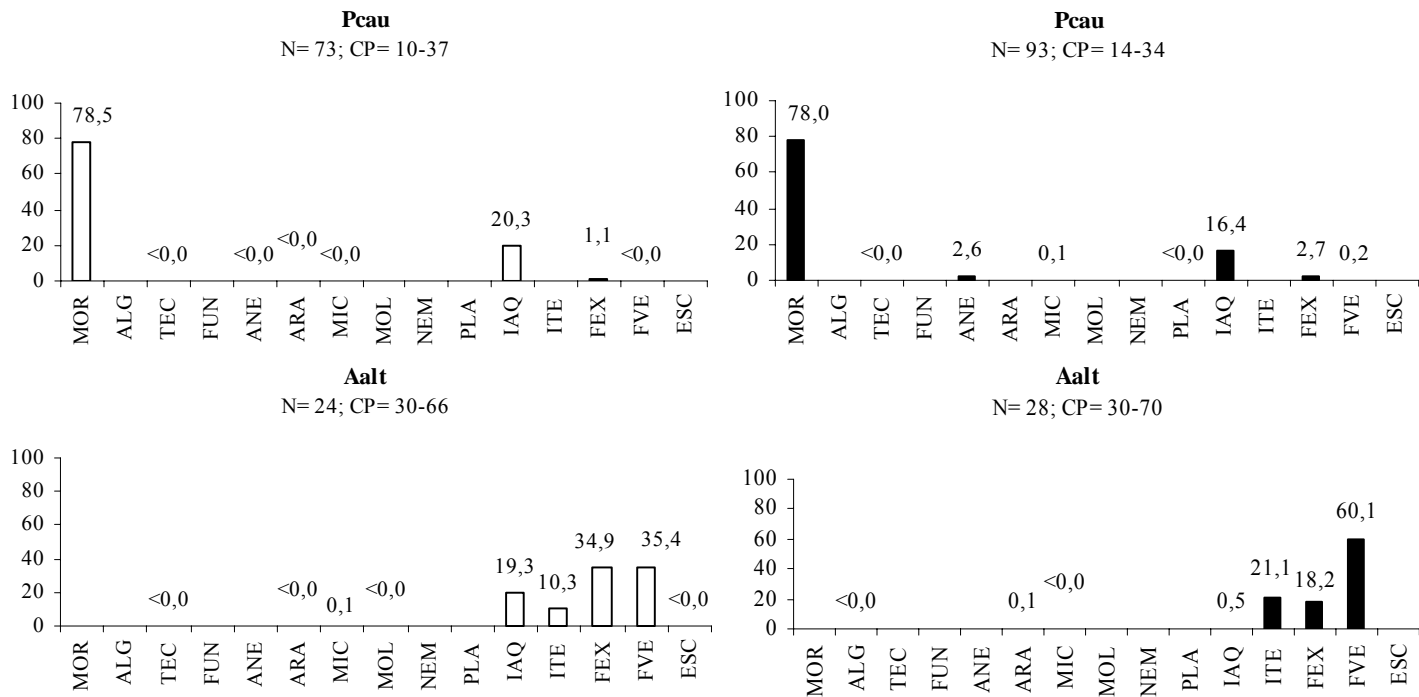 Pcau
N= 73; CP= 10-37
100
80
60
40
20
0
78,5
<0,0
<0,0
<0,0
<0,0
20,3
1,1
<0,0
MOR
ALG
TEC
FUN
ANE
ARA
MIC
MOL
NEM
PLA
IAQ
ITE
FEX
FVE
ESC
Pcau
N= 93; CP= 14-34
100
80
60
40
20
0
78,0
<0,0
2,6
0,1
<0,0
16,4
2,7
0,2
MOR
ALG
TEC
FUN
ANE
ARA
MIC
MOL
NEM
PLA
IAQ
ITE
FEX
FVE
ESC
Aalt
N= 24; CP= 30-66
100
80
60
40
20
0
<0,0
<0,0
0,1
<0,0
19,3
10,3
34,9
35,4
<0,0
MOR
ALG
TEC
FUN
ANE
ARA
MIC
MOL
NEM
PLA
IAQ
ITE
FEX
FVE
ESC
Aalt
N= 28; CP= 30-70
100
80
60
40
20
0
<0,0
0,1
<0,0
0,5
21,1
18,2
60,1
MOR
ALG
TEC
FUN
ANE
ARA
MIC
MOL
NEM
PLA
IAQ
ITE
FEX
FVE
ESC